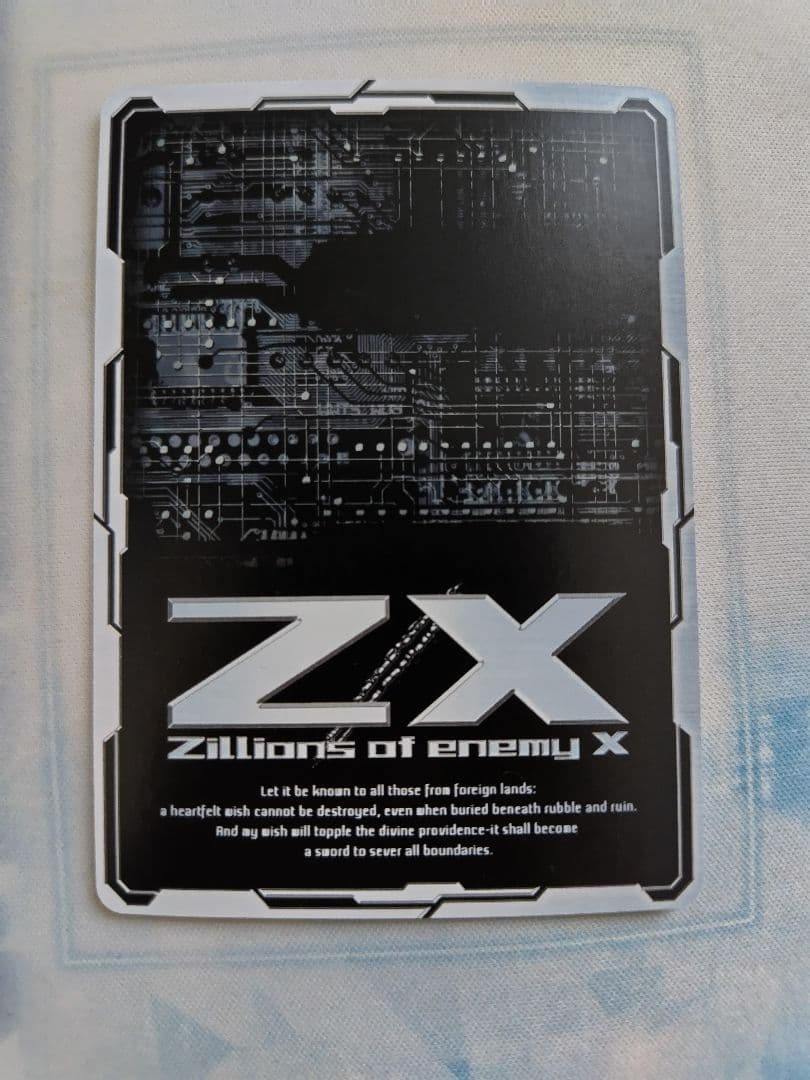 Z/X
Zillions of enemy X
Let it be known to all those from foreign lands:
a heartfelt wish cannot be destroyed, even when buried beneath rubble and ruin.
And my wish will topple the divine providence-it shall become
a sword to sever all boundaries.